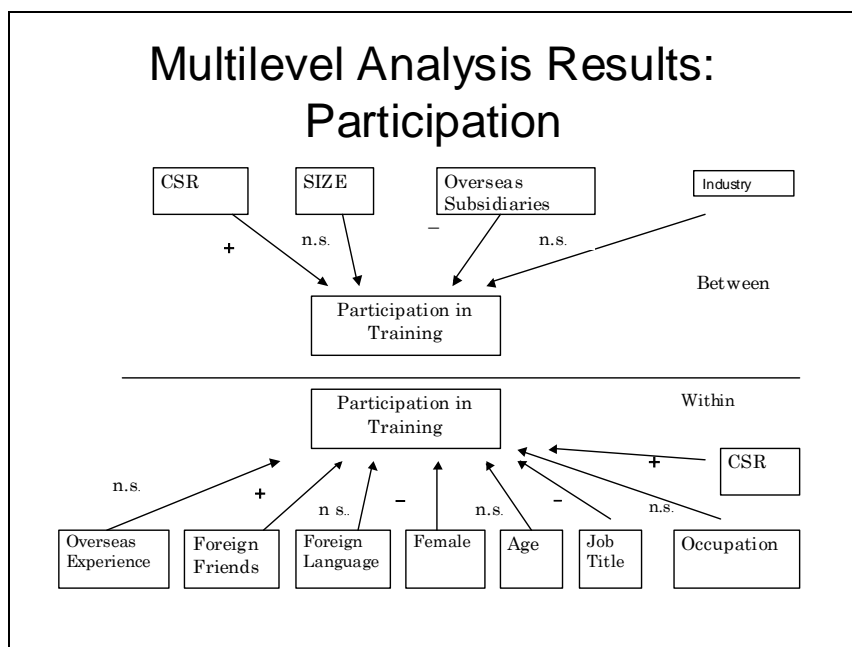 Multilevel Analysis Results:
Participation
CSR
SIZE
Overseas
Subsidiaries
Industry
+
n.s.
–
n.s.
Between
Participation in
Training
Participation in
Training
Within
n.s.
+
n s..
–
n.s.
–
n.s.
+
CSR
Overseas
Experience
Foreign
Friends
Foreign
Language
Female
Age
Job
Title
Occupation